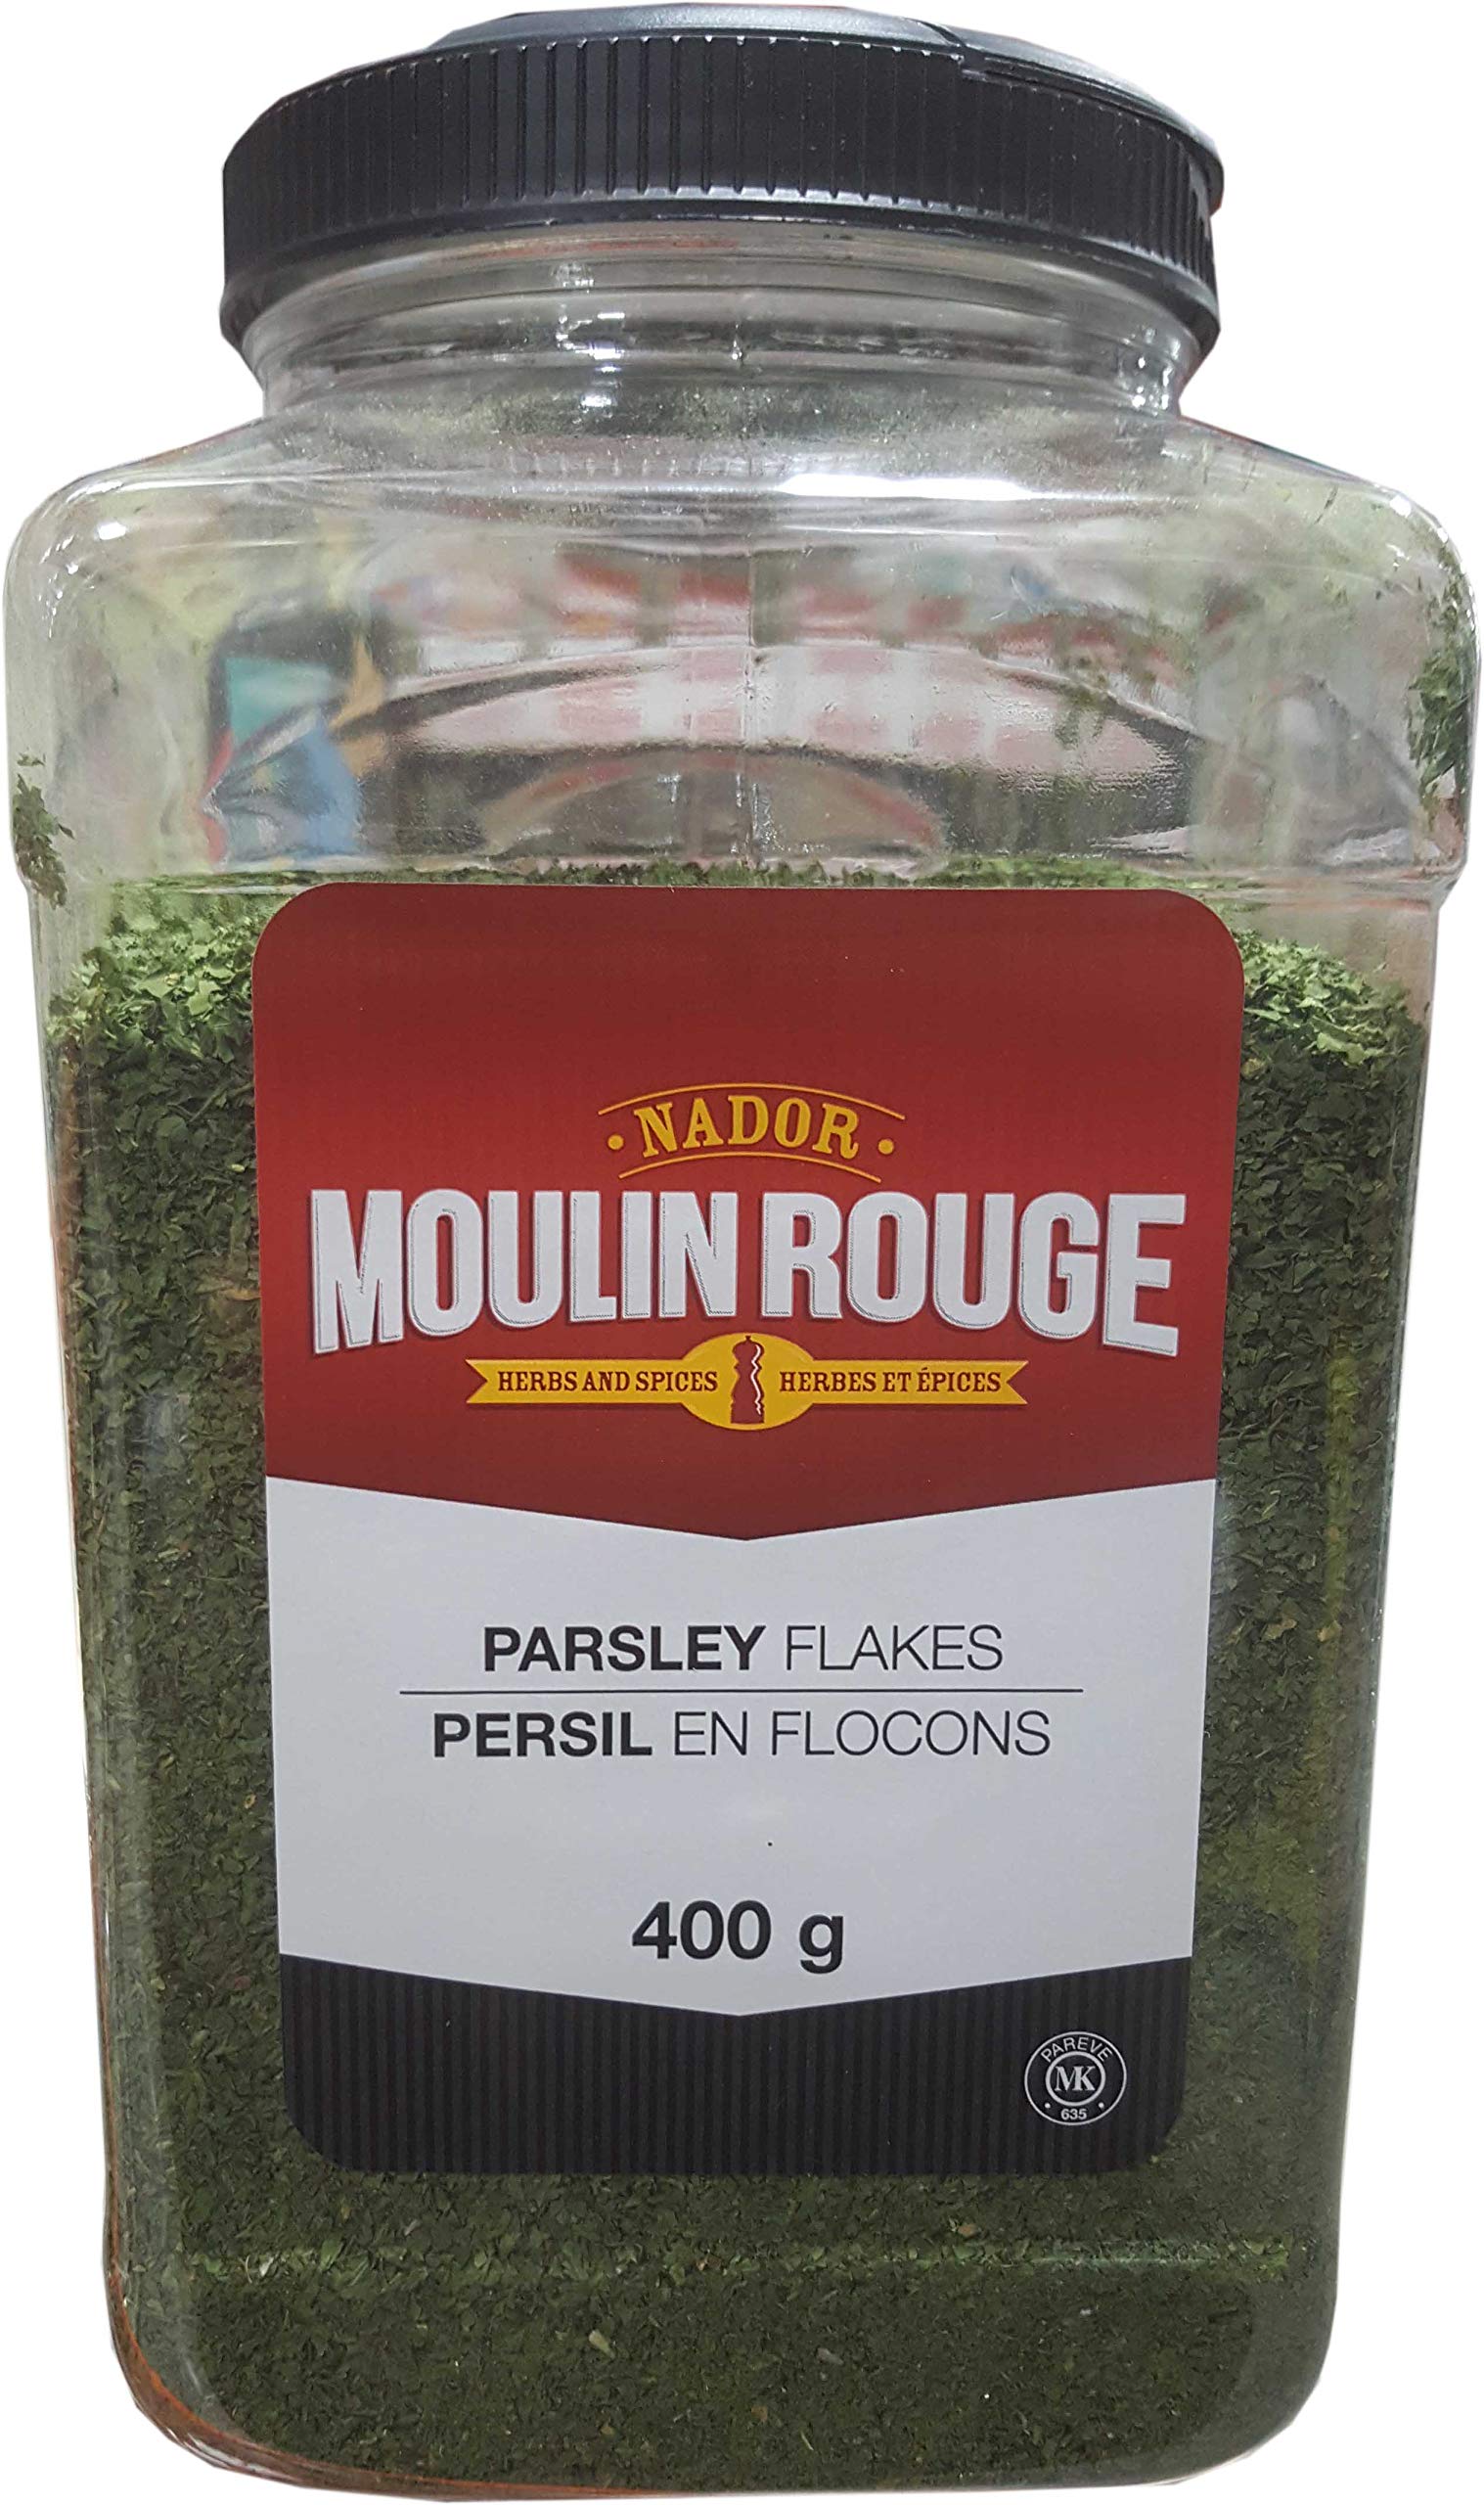 • NADOR •
MOULIN ROUGE
HERBS AND SPICES HERBES ET ÉPICES
PARSLEY FLAKES
PERSIL EN FLOCONS
400 g
PAREVE
MK
• 635 •